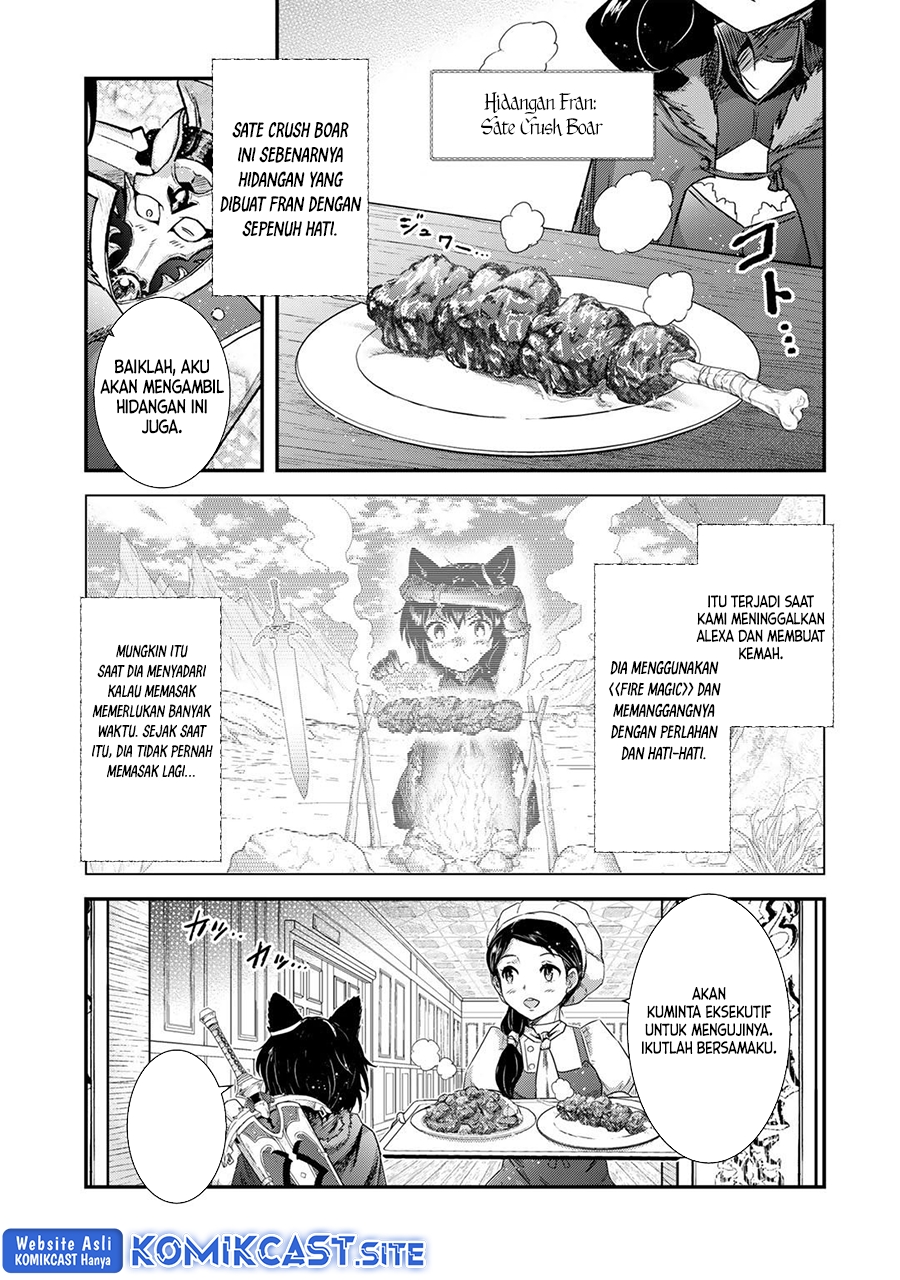 Hidangan Fran:
Sate Crush Boar
コト…
ジュワー…
SATE CRUSH BOAR
INI SEBENARNYA
HIDANGAN YANG
DIBUAT FRAN DENGAN
SEPENUH HATI.
BAIKLAH, AKU
AKAN MENGAMBIL
HIDANGAN INI
JUGA.
ITU TERJADI SAAT
KAMI MENINGGALKAN
ALEXA DAN MEMBUAT
KEMAH.
DIA MENGGUNAKAN
<<FIRE MAGIC>> DAN
MEMANGGANGNYA
DENGAN PERLAHAN
DAN HATI-HATI.
MUNGKIN ITU
SAAT DIA MENYADARI
KALAU MEMASAK
MEMERLUKAN BANYAK
WAKTU. SEJAK SAAT
ITU, DIA TIDAK PERNAH
MEMASAK LAGI...
AKAN
KUMINTA EKSEKUTIF
UNTUK MENGUJINYA.
IKUTLAH BERSAMAKU.
カツ…
カツ…
Website Asli
KOMIKCAST Hanya
KOMIKCAST.SITE